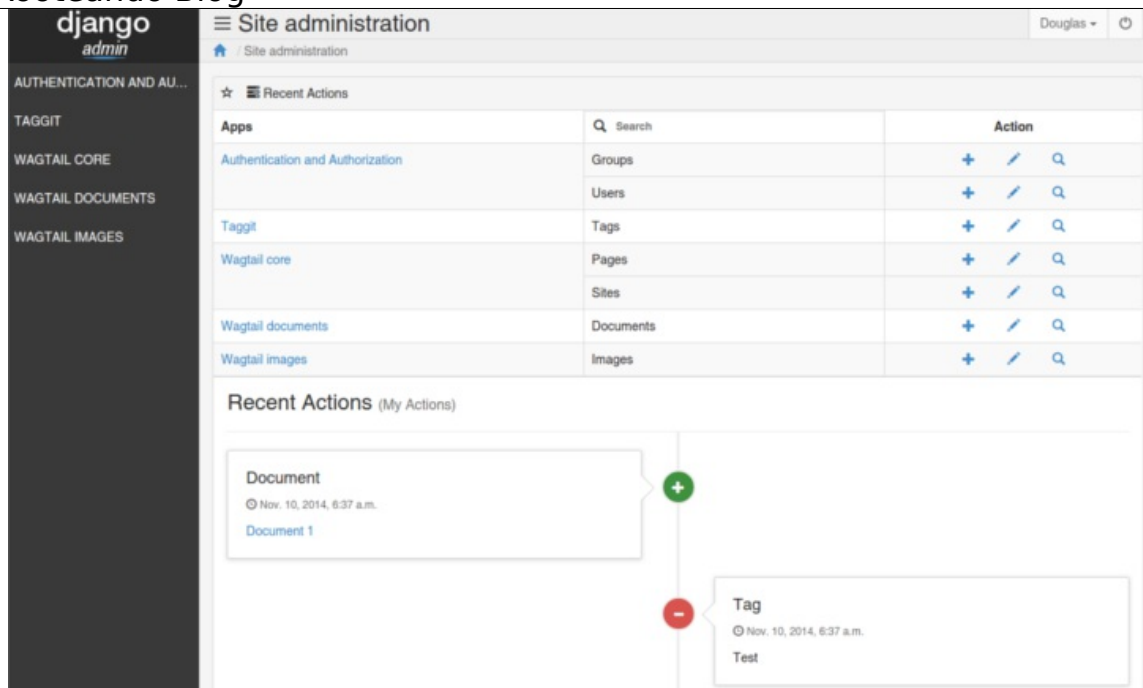 django
admin
AUTHENTICATION AND AU...
TAGGIT
WAGTAIL CORE
WAGTAIL DOCUMENTS
WAGTAIL IMAGES
Site administration
Douglas
/ Site administration
Recent Actions
Apps Search Action
Authentication and Authorization Groups
Users
Taggit Tags
Wagtail core Pages
Sites
Wagtail documents Documents
Wagtail images Images
Recent Actions (My Actions)
Document
Nov. 10, 2014, 6:37 a.m.
Document 1
Tag
Nov. 10, 2014, 6:37 a.m.
Test